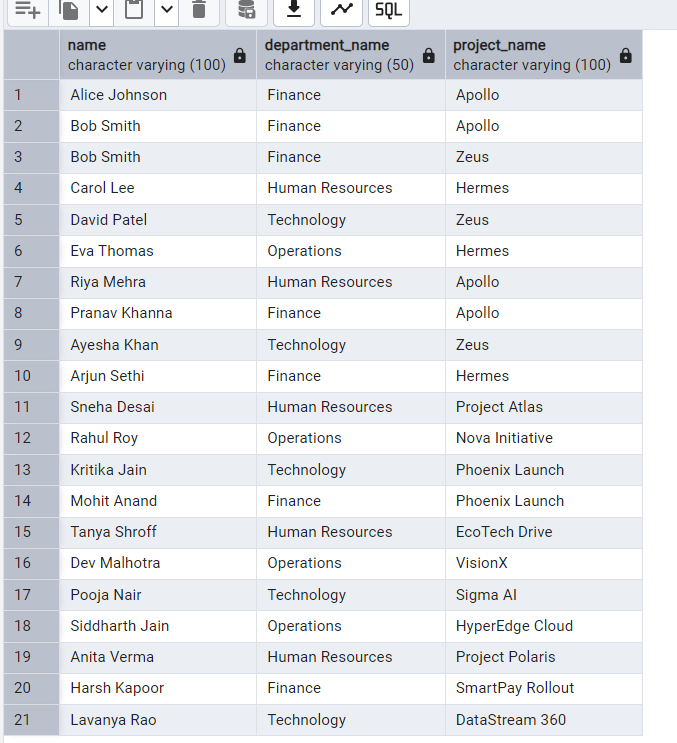 SQL
name department_name project_name
character varying (100) character varying (50) character varying (100)
1 Alice Johnson Finance Apollo
2 Bob Smith Finance Apollo
3 Bob Smith Finance Zeus
4 Carol Lee Human Resources Hermes
5 David Patel Technology Zeus
6 Eva Thomas Operations Hermes
7 Riya Mehra Human Resources Apollo
8 Pranav Khanna Finance Apollo
9 Ayesha Khan Technology Zeus
10 Arjun Sethi Finance Hermes
11 Sneha Desai Human Resources Project Atlas
12 Rahul Roy Operations Nova Initiative
13 Kritika Jain Technology Phoenix Launch
14 Mohit Anand Finance Phoenix Launch
15 Tanya Shroff Human Resources EcoTech Drive
16 Dev Malhotra Operations VisionX
17 Pooja Nair Technology Sigma AI
18 Siddharth Jain Operations HyperEdge Cloud
19 Anita Verma Human Resources Project Polaris
20 Harsh Kapoor Finance SmartPay Rollout
21 Lavanya Rao Technology DataStream 360